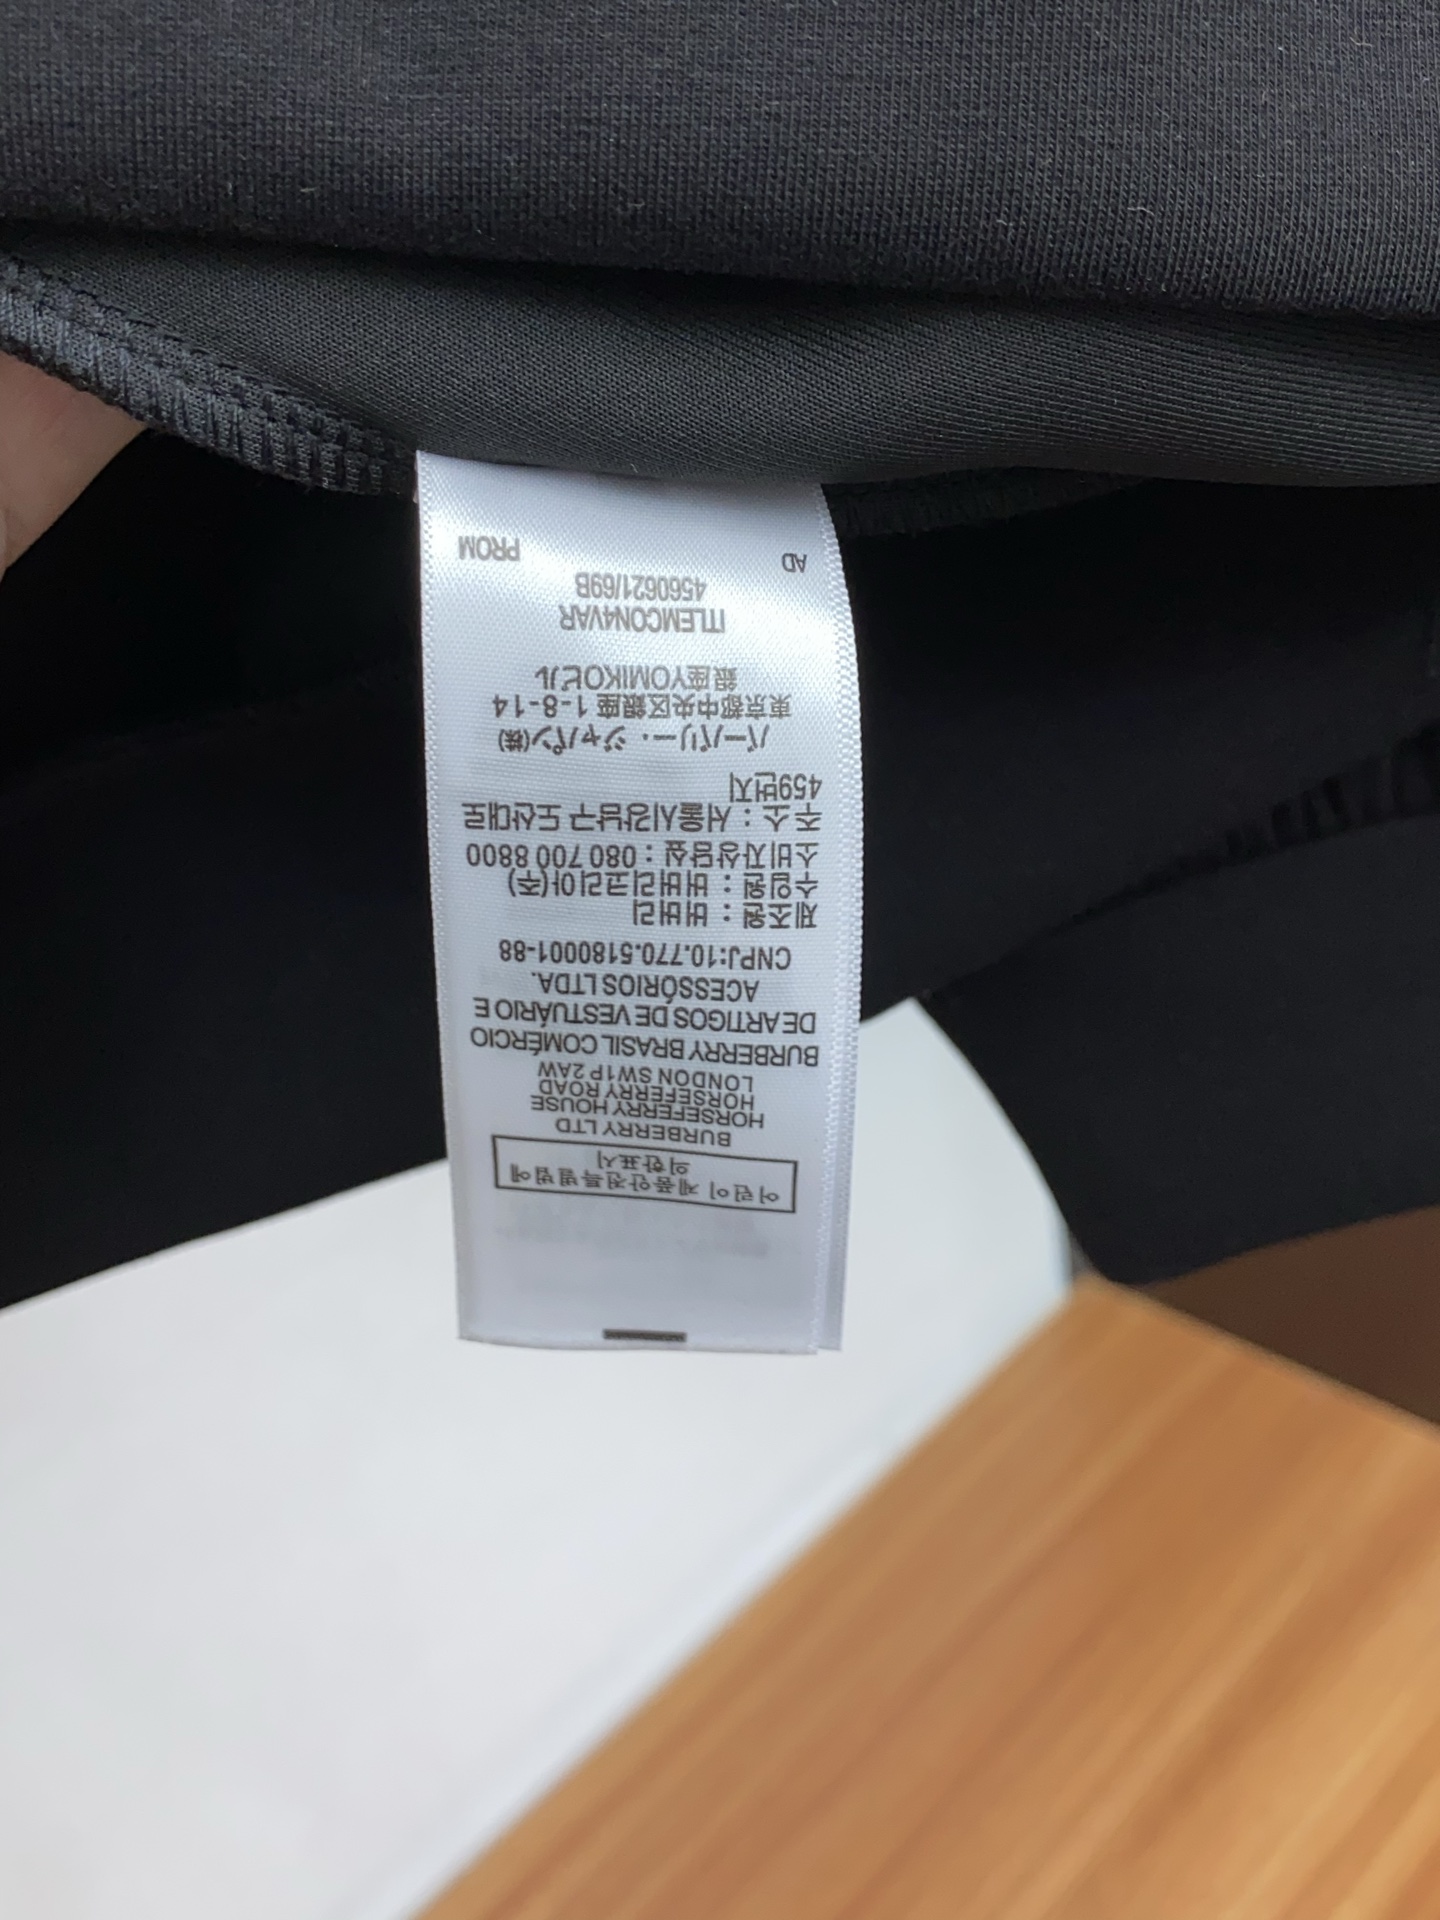 어린이 제품안전특별법에
의한표시
BURBERRY LTD
HORSEFERRY HOUSE
HORSEFERRY ROAD
LONDON SW1P 2AW
BURBERRY BRASIL COMÉRCIO
DE ARTIGOS DE VESTUÁRIO E
ACESSÓRIOS LTDA.
CNPJ:10.770.5180001-88
제조원 : 버버리
수입원 : 버버리코리아(주)
소비자상담실 : 080 700 8800
주소 : 서울시강남구 도산대로
459번지
バーバリー・ジャパン(株)
東京都中央区銀座 1-8-14
銀座YOMIKOビル
ITLEMCON4VAR
4560621/69B
AD PROM